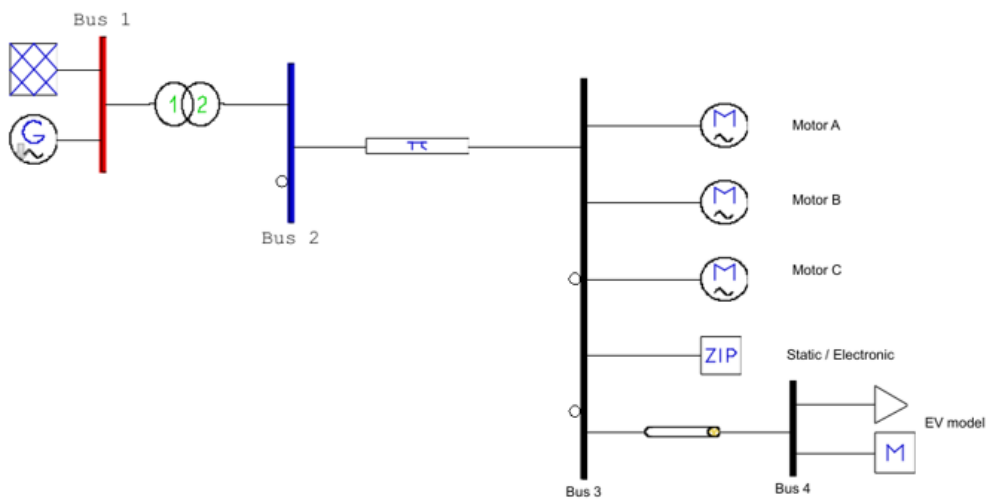 Bus 1
G
1 2
Bus 2
π
M
Motor A
M
Motor B
M
Motor C
ZIP
Static / Electronic
EV model
M
Bus 3
Bus 4